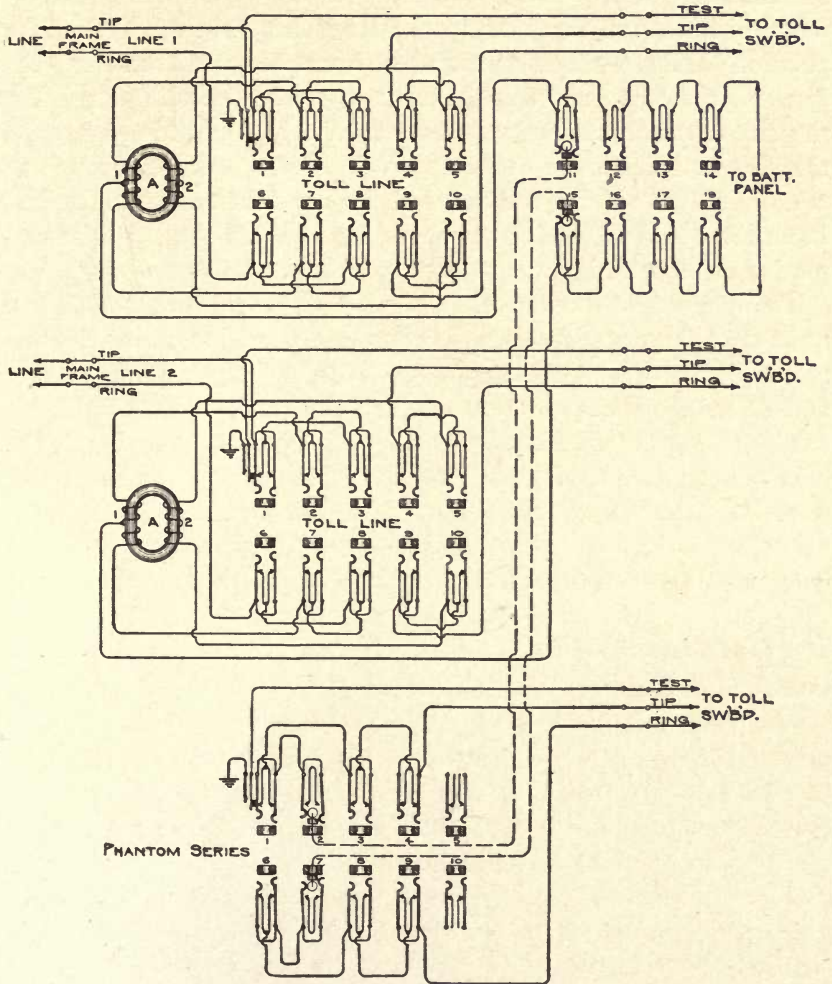 TIP
TEST
LINE MAIN FRAME LINE 1
TIP
TO TOLL SWBD.
RING
RING
1 A 2
1 2 3 4 5
11 12 13 14
TOLL LINE
TO BATT. PANEL
6 7 8 9 10
15 16 17 18
TIP
TEST
LINE MAIN FRAME LINE 2
TIP
TO TOLL SWBD.
RING
RING
1 A 2
1 2 3 4 5
TOLL LINE
6 7 8 9 10
TEST
TIP
TO TOLL SWBD.
RING
1 2 3 4 5
PHANTOM SERIES
6 7 8 9 10